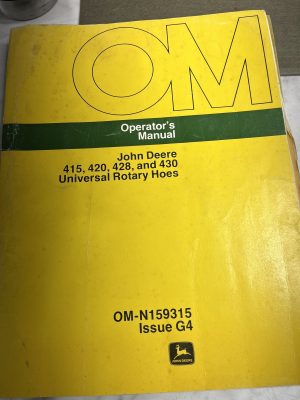 OM
Operator's
Manual
John Deere
415, 420, 428, and 430
Universal Rotary Hoes
OM-N159315
Issue G4
JOHN DEERE